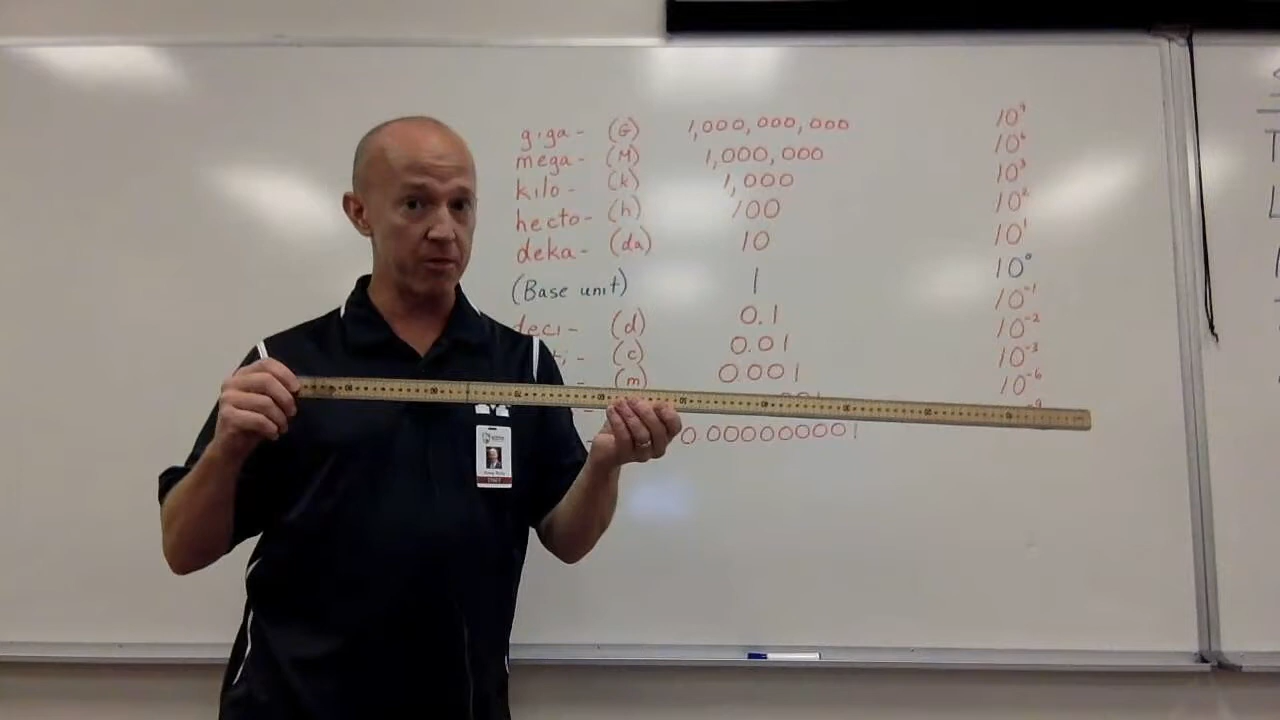 giga- (G) 1,000,000,000 10⁹
mega- (M) 1,000,000 10⁶
kilo- (k) 1,000 10³
hecto- (h) 100 10²
deka- (da) 10 10¹
(Base unit) 1 10⁰
deci- (d) 0.1 10⁻¹
(c) 0.01 10⁻²
(m) 0.001 10⁻³
10⁻⁶
0.000000001
STAFF